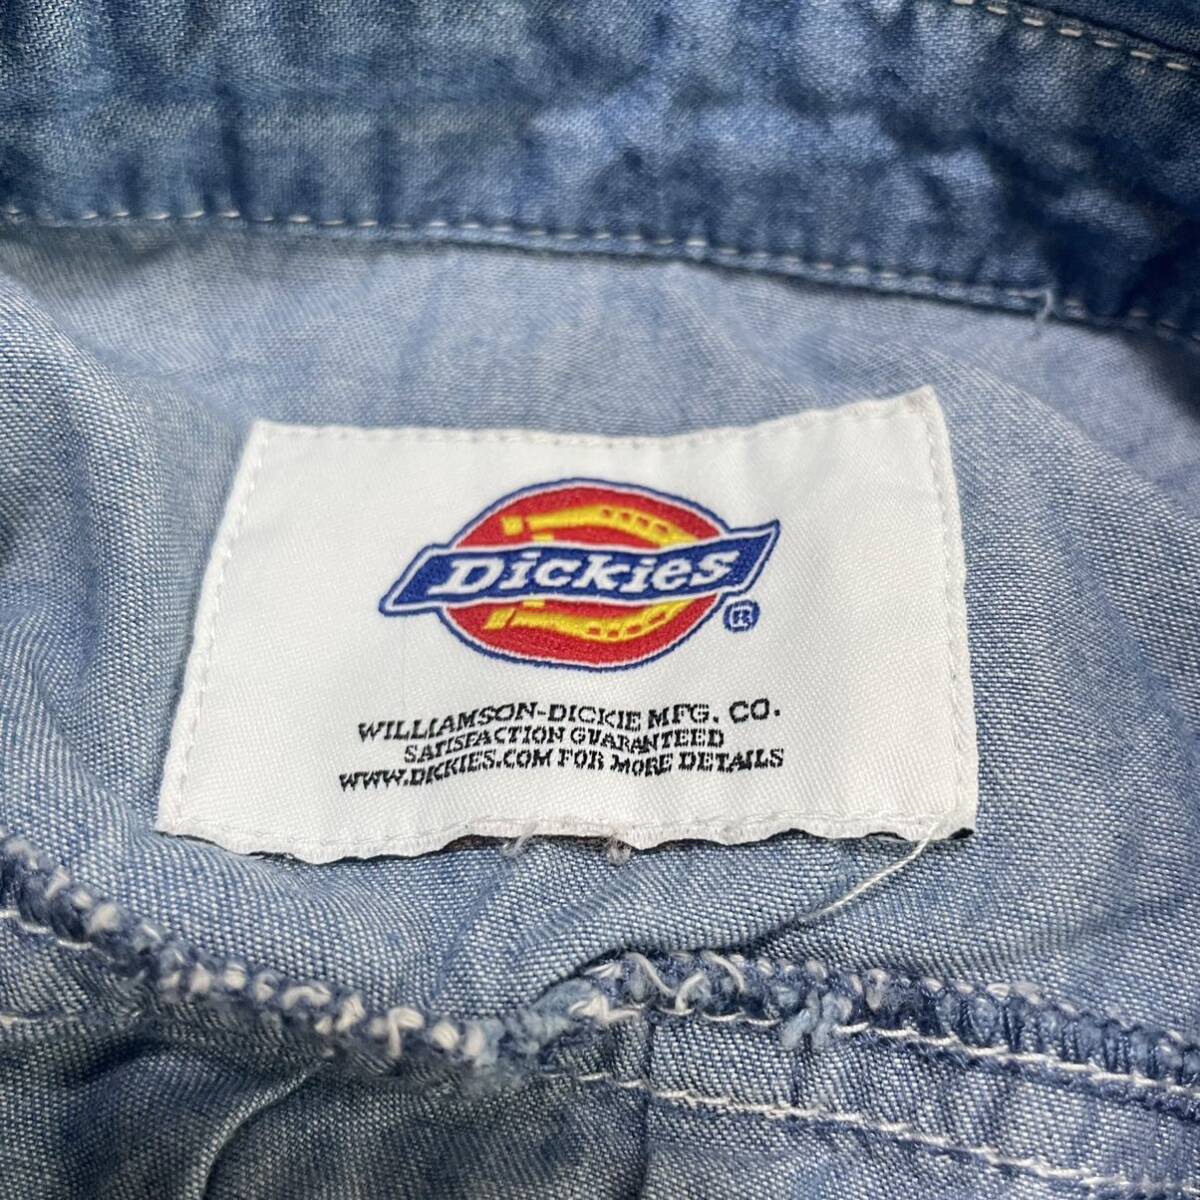 Dickies
®
WILLIAMSON-DICKIE MFG. CO.
SATISFACTION GUARANTEED
WWW.DICKIES.COM FOR MORE DETAILS